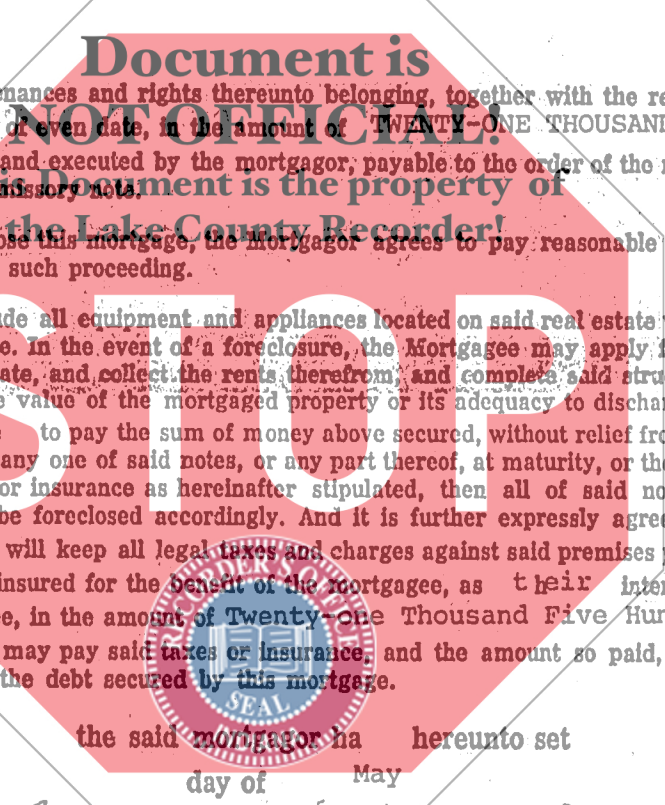 Document is
nances and rights thereunto belonging, together with the re
NOT OFFICIAL!
of even date, in the amount of TWENTY-ONE THOUSAND
and executed by the mortgagor, payable to the order of the
missory note.
Document is the property of
the Lake County Recorder!
ose this mortgage, the Mortgagor agrees to pay reasonable
such proceeding.
STOP
ude all equipment and appliances located on said real estate
e. In the event of a foreclosure, the Mortgagee may apply f
ate, and collect the rents therefrom, and complete said stru
e value of the mortgaged property or its adequacy to dischar
to pay the sum of money above secured, without relief fro
any one of said notes, or any part thereof, at maturity, or th
or insurance as hereinafter stipulated, then all of said no
be foreclosed accordingly. And it is further expressly agree
will keep all legal taxes and charges against said premises
insured for the benefit of the mortgagee, as their inter
e, in the amount of Twenty-one Thousand Five Hur
may pay said taxes or insurance, and the amount so paid,
the debt secured by this mortgage.
RECORDER'S OFFICE
SEAL
the said mortgagor ha hereunto set
day of May